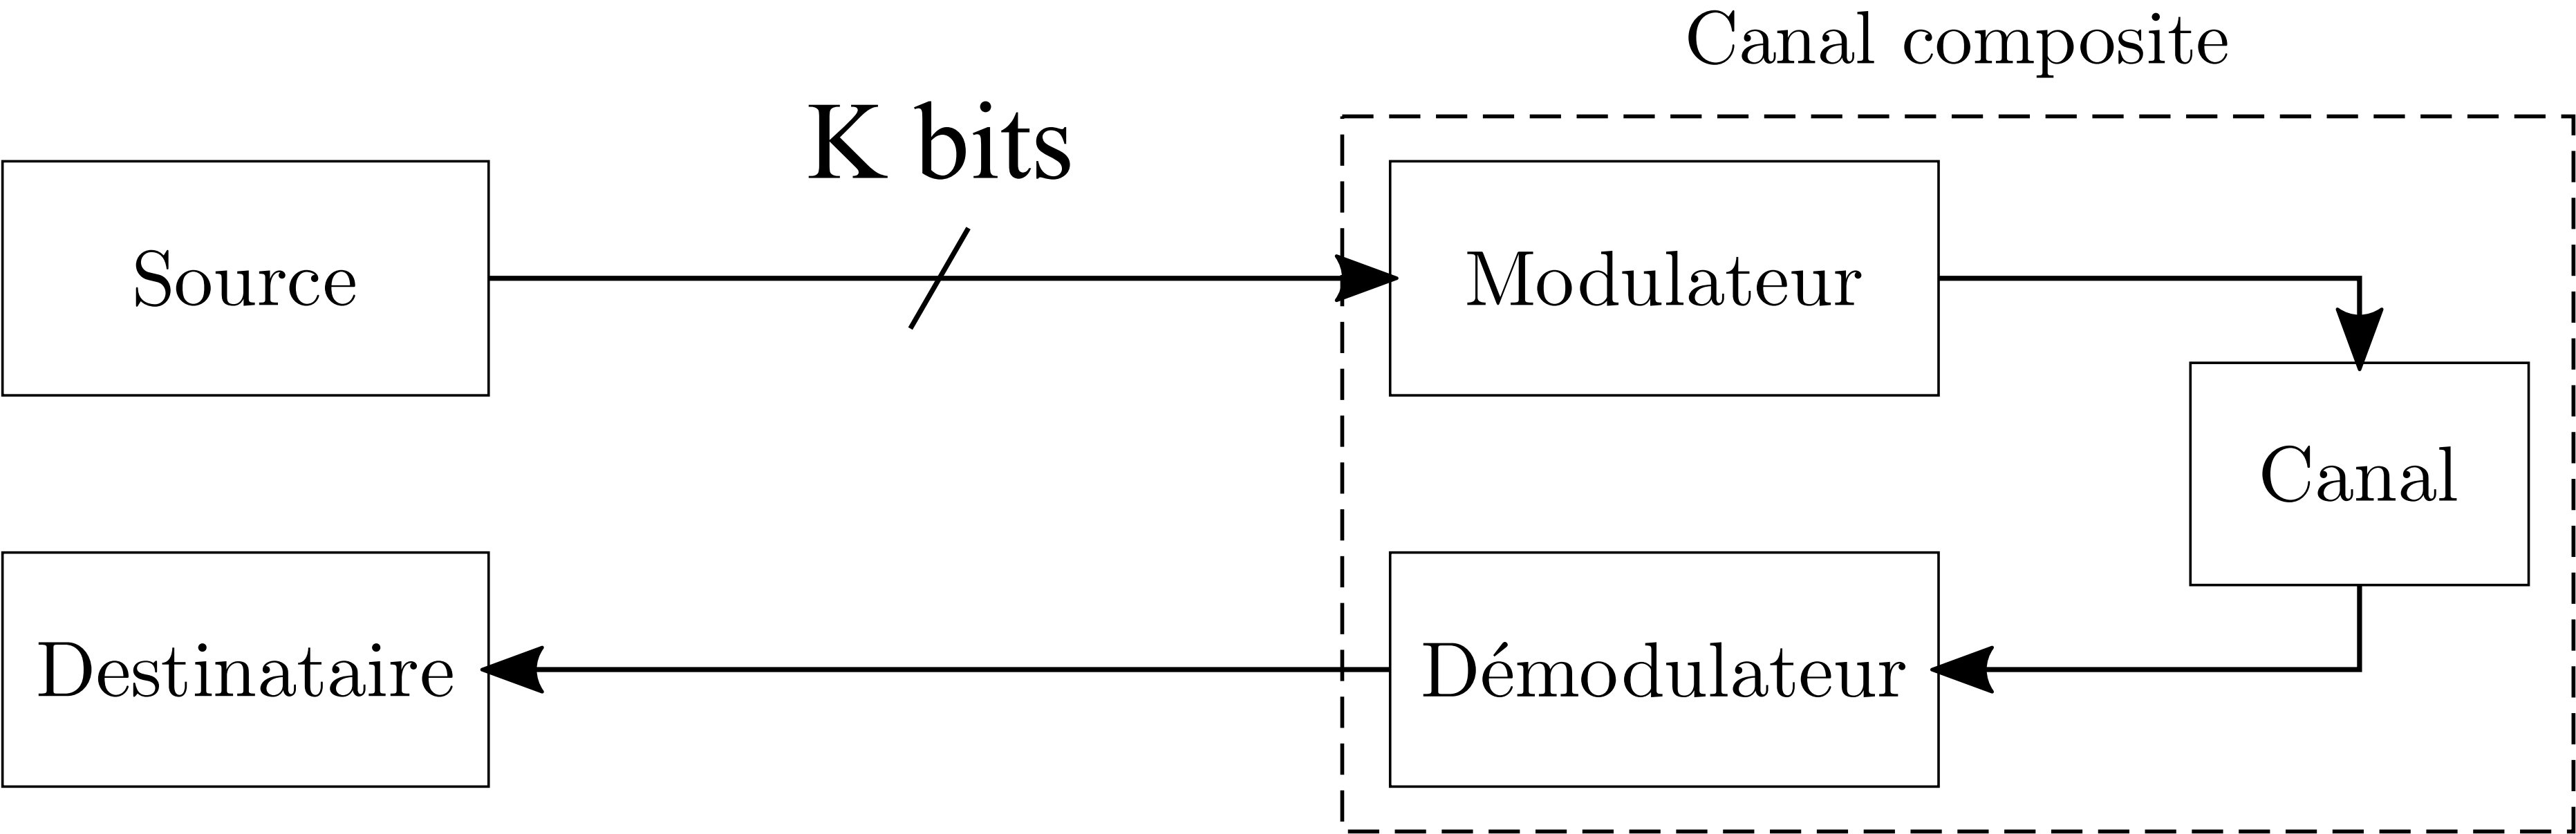 Canal composite
K bits
Source
Modulateur
Canal
Destinataire
Démodulateur